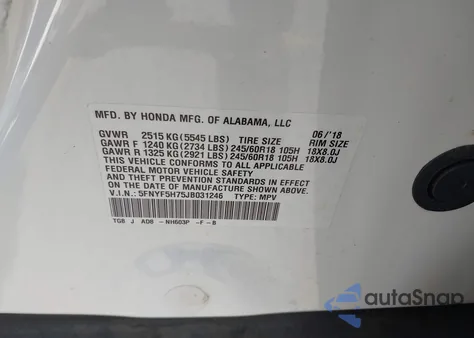 MFD. BY HONDA MFG. OF ALABAMA, LLC
GVWR 2515 KG(5545 LBS) TIRE SIZE 06/'18 RIM SIZE
GAWR F 1240 KG(2734 LBS)245/60R18 105H 18X8.0J
GAWR R 1325 KG(2921 LBS)245/60R18 105H 18X8.0J
THIS VEHICLE CONFORMS TO ALL APPLICABLE
FEDERAL MOTOR VEHICLE SAFETY
AND THEFT PREVENTION STANDARDS IN EFFECT
ON THE DATE OF MANUFACTURE SHOWN ABOVE.
V.I.N.: 5FNYF5H75JB031246 TYPE: MPV
TG8 J AD8 -NH603P -F-B
autoSnap